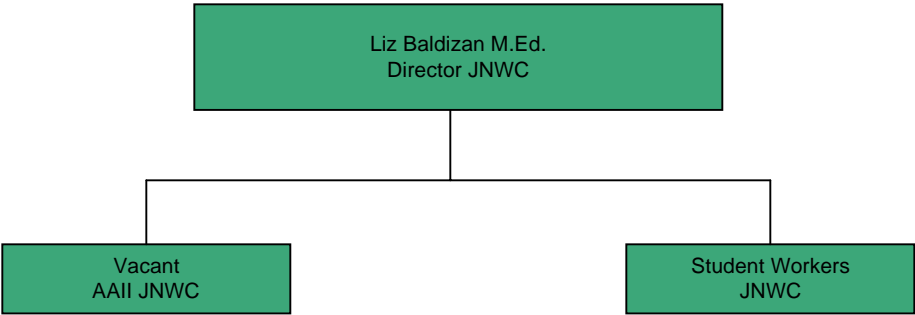 Liz Baldizan M.Ed.
Director JNWC
Vacant
AAII JNWC
Student Workers
JNWC